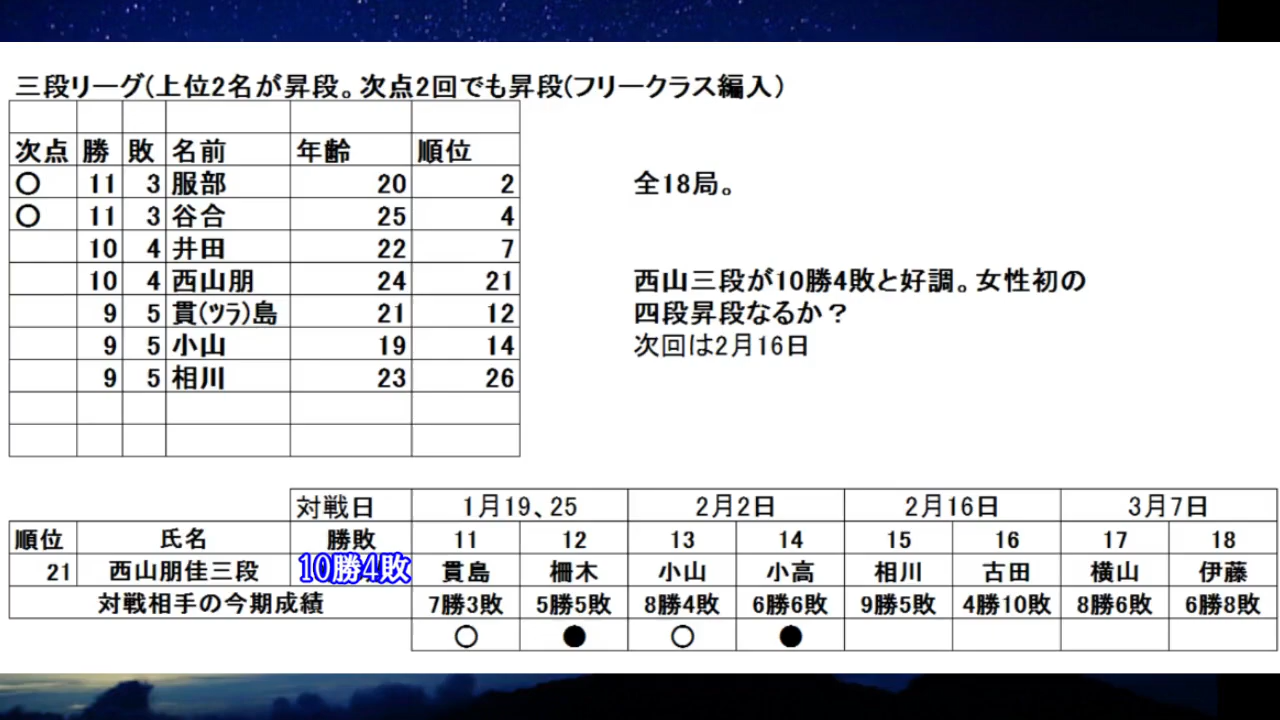 三段リーグ(上位2名が昇段。次点2回でも昇段(フリークラス編入)
次点 勝 敗 名前 年齢 順位
○ 11 3 服部 20 2
○ 11 3 谷合 25 4
10 4 井田 22 7
10 4 西山朋 24 21
9 5 貫(ツラ)島 21 12
9 5 小山 19 14
9 5 相川 23 26
全18局。
西山三段が10勝4敗と好調。女性初の
四段昇段なるか?
次回は2月16日
対戦日 1月19、25 2月2日 2月16日 3月7日
順位 氏名 勝敗 11 12 13 14 15 16 17 18
21 西山朋佳三段 10勝4敗 貫島 柵木 小山 小高 相川 古田 横山 伊藤
対戦相手の今期成績 7勝3敗 5勝5敗 8勝4敗 6勝6敗 9勝5敗 4勝10敗 8勝6敗 6勝8敗
○ ● ○ ●